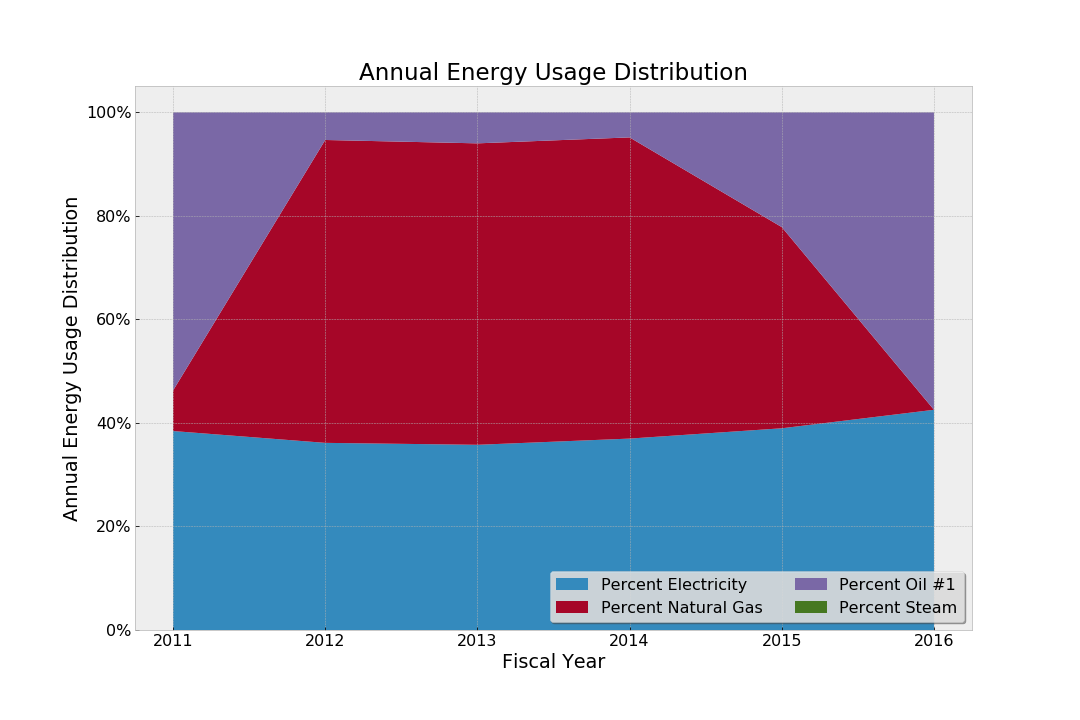 Annual Energy Usage Distribution
Annual Energy Usage Distribution
100%
80%
60%
40%
20%
0%
2011 2012 2013 2014 2015 2016
Fiscal Year
Percent Electricity Percent Oil #1
Percent Natural Gas Percent Steam